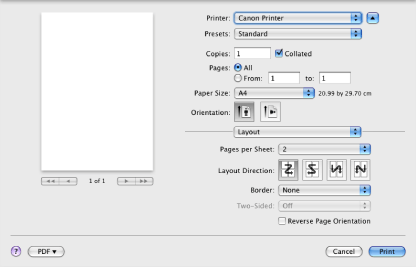 Printer: Canon Printer
Presets: Standard
Copies: 1 Collated
Pages: All
From: 1 to: 1
Paper Size: A4 20.99 by 29.70 cm
Orientation:
Layout
Pages per Sheet: 2
Layout Direction:
Border: None
Two-Sided: Off
Reverse Page Orientation
1 of 1
? PDF Cancel Print